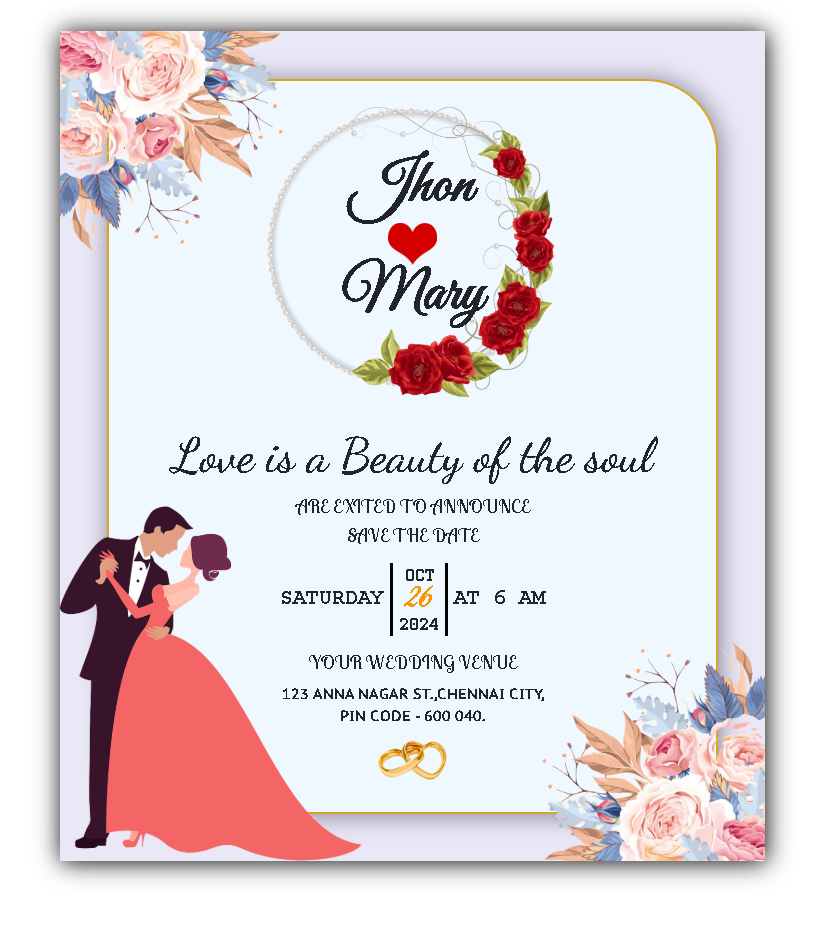 Jhon
Mary
Love is a Beauty of the soul
ARE EXITED TO ANNOUNCE
SAVE THE DATE
OCT
SATURDAY 26 AT 6 AM
2024
YOUR WEDDING VENUE
123 ANNA NAGAR ST.,CHENNAI CITY,
PIN CODE - 600 040.